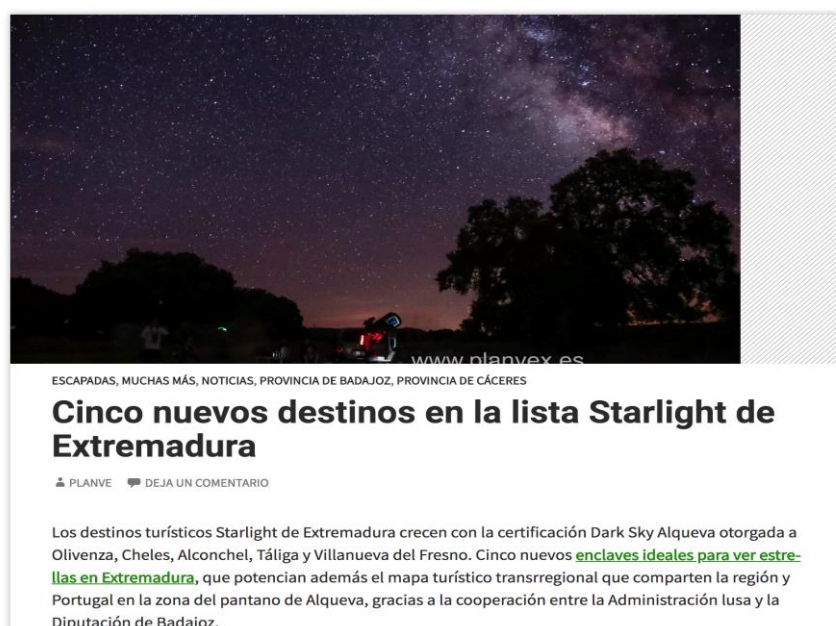 www.planvex.es
ESCAPADAS, MUCHAS MÁS, NOTICIAS, PROVINCIA DE BADAJOZ, PROVINCIA DE CÁCERES
Cinco nuevos destinos en la lista Starlight de
Extremadura
PLANVE DEJA UN COMENTARIO
Los destinos turísticos Starlight de Extremadura crecen con la certificación Dark Sky Alqueva otorgada a
Olivenza, Cheles, Alconchel, Táliga y Villanueva del Fresno. Cinco nuevos enclaves ideales para ver estre-
llas en Extremadura, que potencian además el mapa turístico transrregional que comparten la región y
Portugal en la zona del pantano de Alqueva, gracias a la cooperación entre la Administración lusa y la
Diputación de Badajoz.